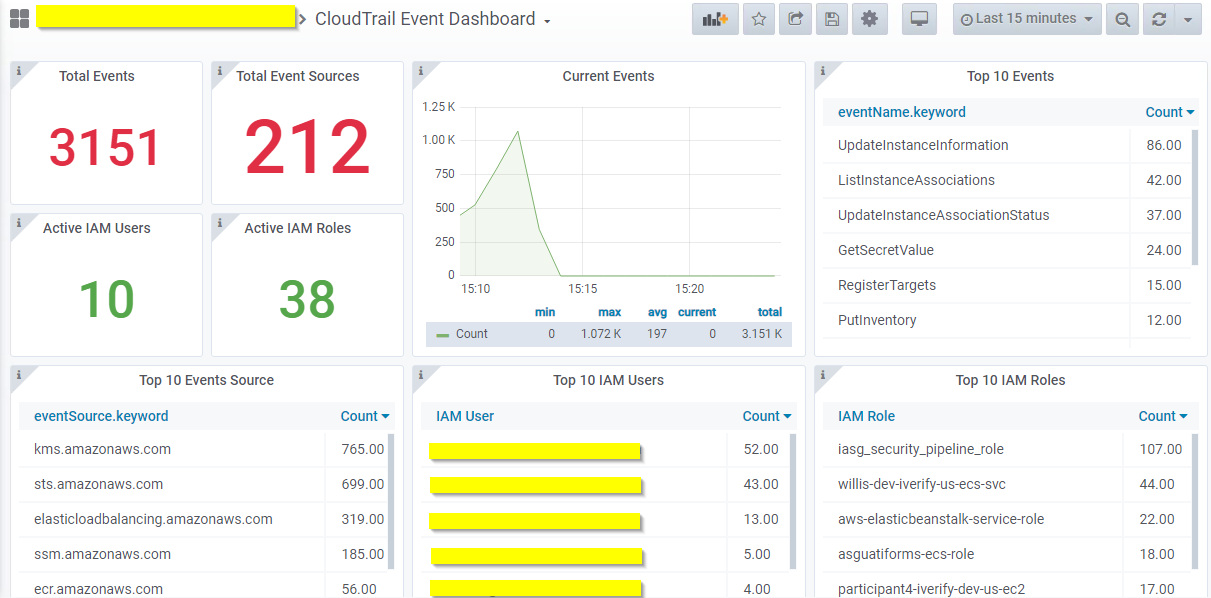 CloudTrail Event Dashboard
Last 15 minutes
Total Events
3151
Total Event Sources
212
Current Events
1.25 K
1.00 K
750
500
250
0
15:10 15:15 15:20
min max avg current total
Count 0 1.072 K 197 0 3.151 K
Top 10 Events
eventName.keyword Count
UpdateInstanceInformation 86.00
ListInstanceAssociations 42.00
UpdateInstanceAssociationStatus 37.00
GetSecretValue 24.00
RegisterTargets 15.00
PutInventory 12.00
Active IAM Users
10
Active IAM Roles
38
Top 10 Events Source
eventSource.keyword Count
kms.amazonaws.com 765.00
sts.amazonaws.com 699.00
elasticloadbalancing.amazonaws.com 319.00
ssm.amazonaws.com 185.00
ecr.amazonaws.com 56.00
Top 10 IAM Users
IAM User Count
52.00
43.00
13.00
5.00
4.00
Top 10 IAM Roles
IAM Role Count
iasg_security_pipeline_role 107.00
willis-dev-iverify-us-ecs-svc 44.00
aws-elasticbeanstalk-service-role 22.00
asguatiforms-ecs-role 18.00
participant4-iverify-dev-us-ec2 17.00